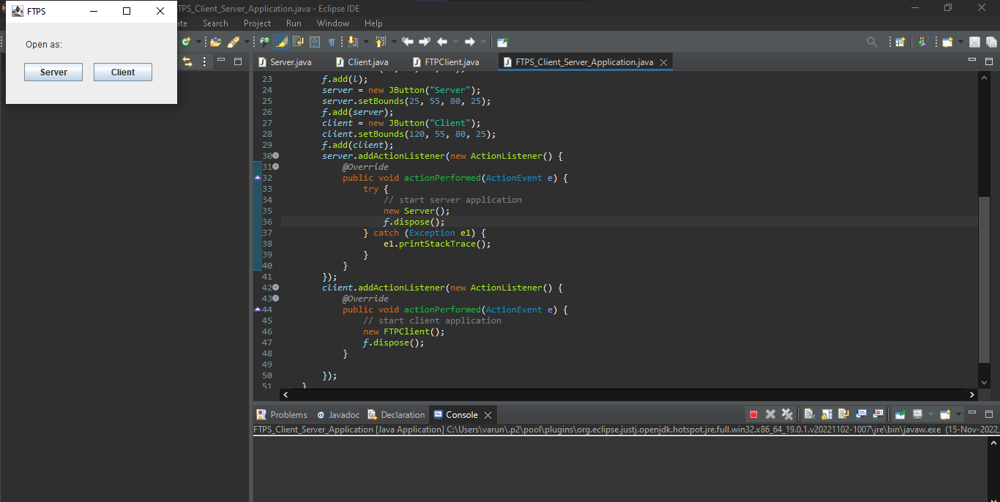 FTPS
TPS_Client_Server_Application.java - Eclipse IDE
ate Search Project Run Window Help
Open as:
Server Client
Server.java Client.java FTPClient.java FTPS_Client_Server_Application.java
23 f.add(l);
24 server = new JButton("Server");
25 server.setBounds(25, 55, 80, 25);
26 f.add(server);
27 client = new JButton("Client");
28 client.setBounds(120, 55, 80, 25);
29 f.add(client);
30 server.addActionListener(new ActionListener() {
31 @Override
32 public void actionPerformed(ActionEvent e) {
33 try {
34 // start server application
35 new Server();
36 f.dispose();
37 } catch (Exception e1) {
38 e1.printStackTrace();
39 }
40 }
41 });
42 client.addActionListener(new ActionListener() {
43 @Override
44 public void actionPerformed(ActionEvent e) {
45 // start client application
46 new FTPClient();
47 f.dispose();
48 }
49
50 });
51 }
Problems Javadoc Declaration Console
FTPS_Client_Server_Application [Java Application] C:\Users\varun\.p2\pool\plugins\org.eclipse.justj.openjdk.hotspot.jre.full.win32.x86_64_19.0.1.v20221102-1007\jre\bin\javaw.exe (15-Nov-2022,